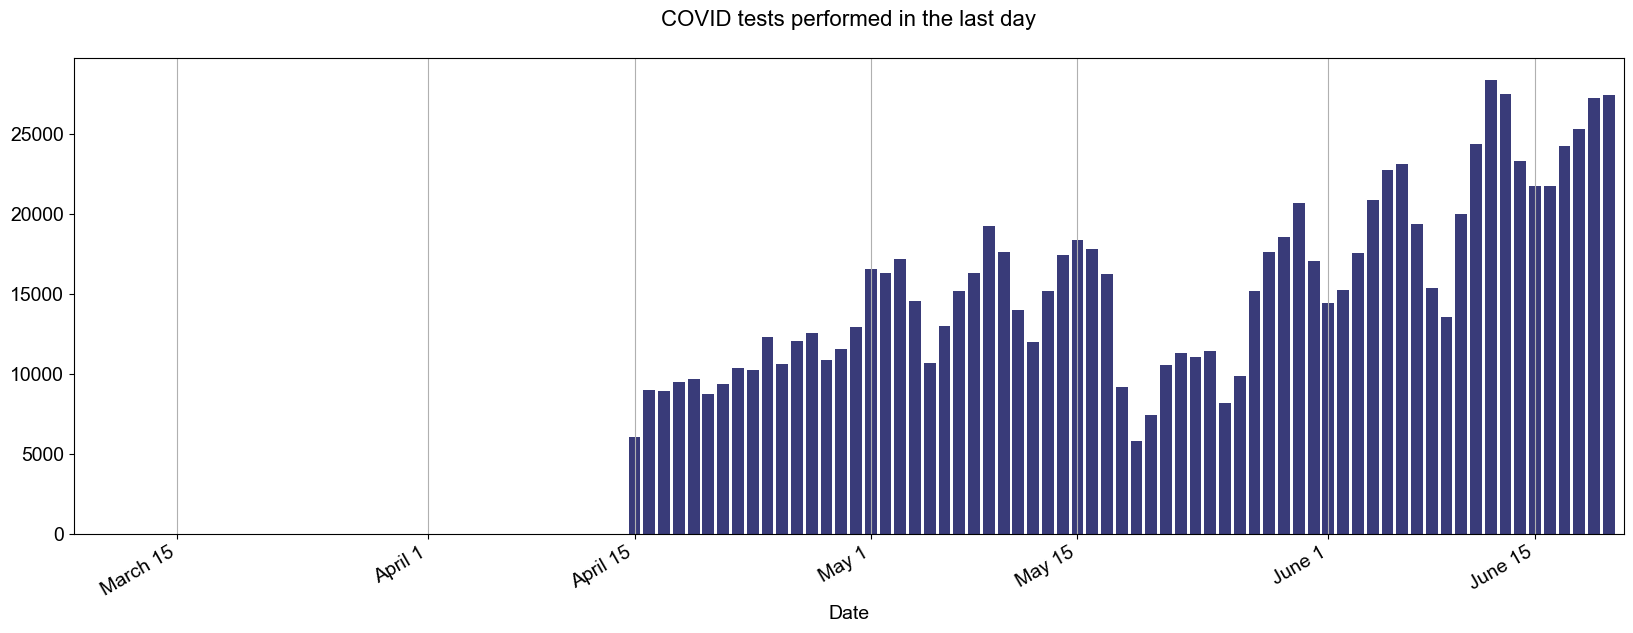 COVID tests performed in the last day
25000
20000
15000
10000
5000
0
March 15
April 1
April 15
May 1
May 15
June 1
June 15
Date